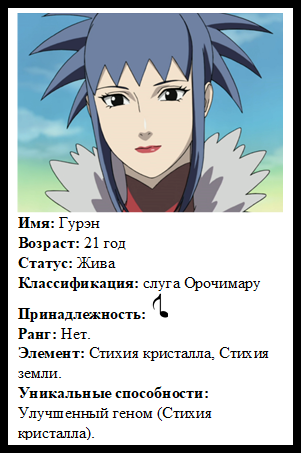 Имя: Гурэн
Возраст: 21 год
Статус: Жива
Классификация: слуга Орочимару
Принадлежность:
Ранг: Нет.
Элемент: Стихия кристалла, Стихия
земли.
Уникальные способности:
Улучшенный геном (Стихия
кристалла).